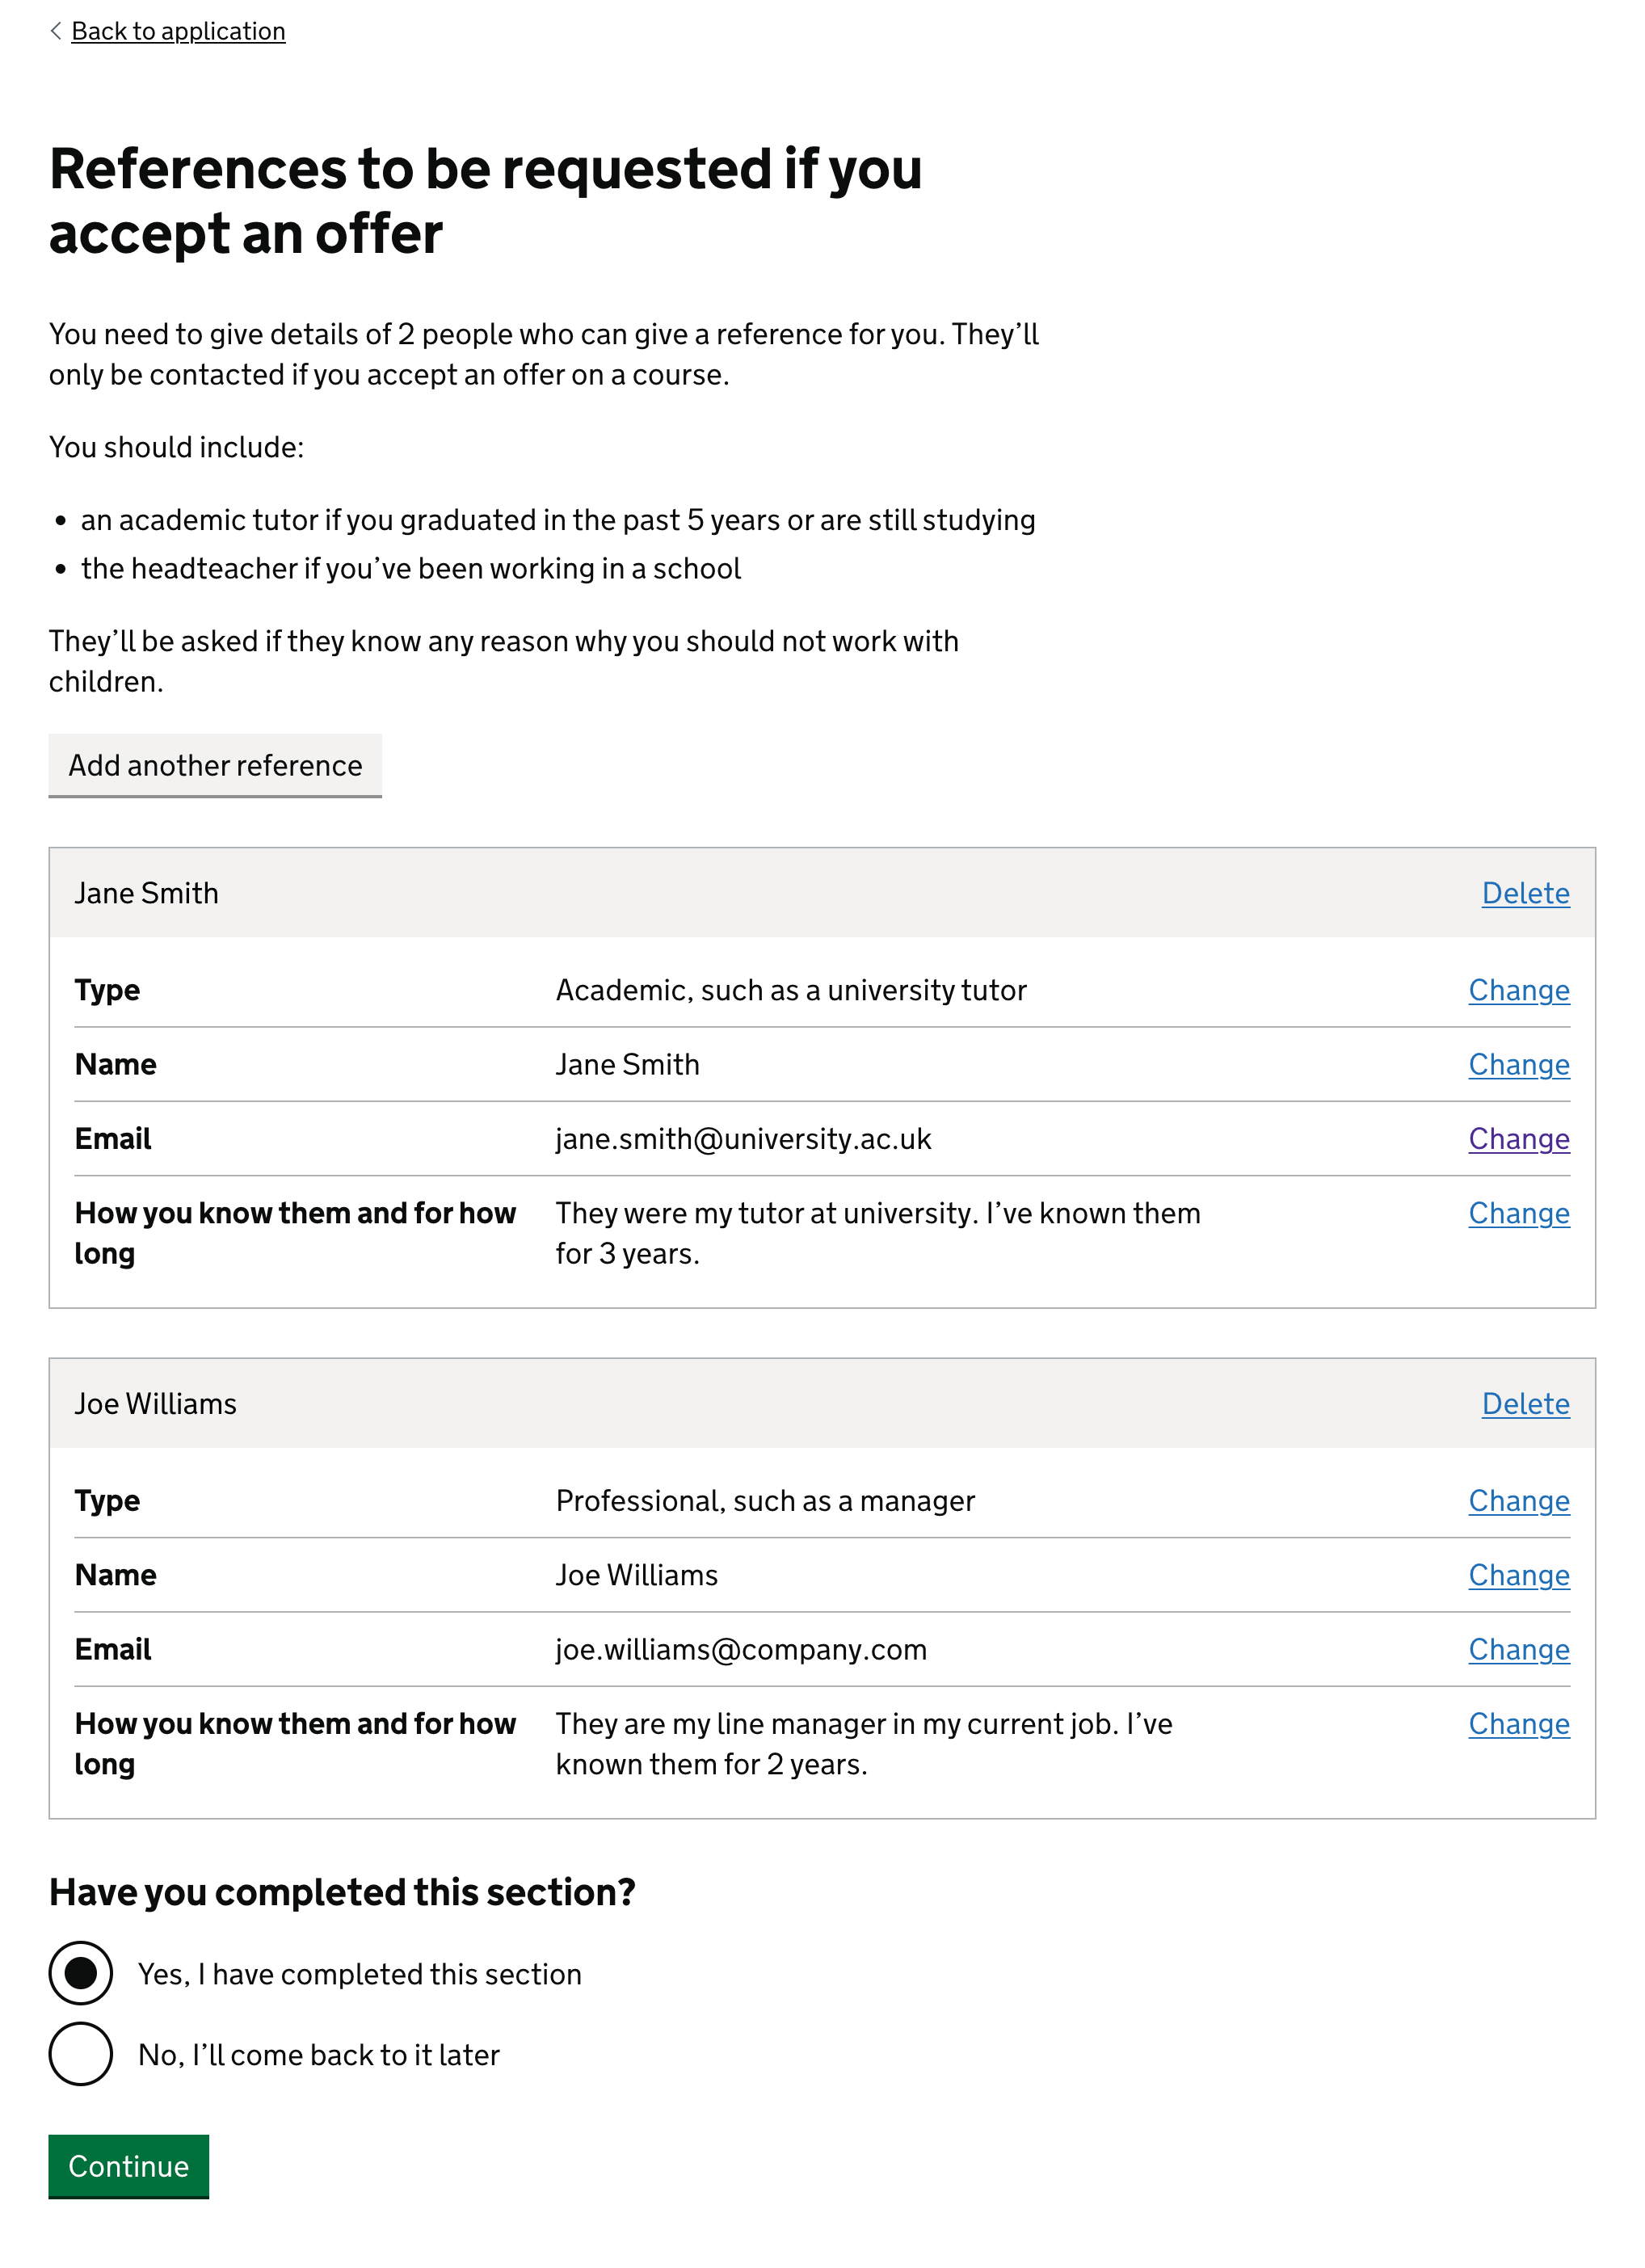 Back to application
References to be requested if you
accept an offer
You need to give details of 2 people who can give a reference for you. They’ll
only be contacted if you accept an offer on a course.
You should include:
• an academic tutor if you graduated in the past 5 years or are still studying
• the headteacher if you’ve been working in a school
They’ll be asked if they know any reason why you should not work with
children.
Add another reference
Jane Smith Delete
Type Academic, such as a university tutor Change
Name Jane Smith Change
Email jane.smith@university.ac.uk Change
How you know them and for how They were my tutor at university. I’ve known them Change
long for 3 years.
Joe Williams Delete
Type Professional, such as a manager Change
Name Joe Williams Change
Email joe.williams@company.com Change
How you know them and for how They are my line manager in my current job. I’ve Change
long known them for 2 years.
Have you completed this section?
Yes, I have completed this section
No, I’ll come back to it later
Continue